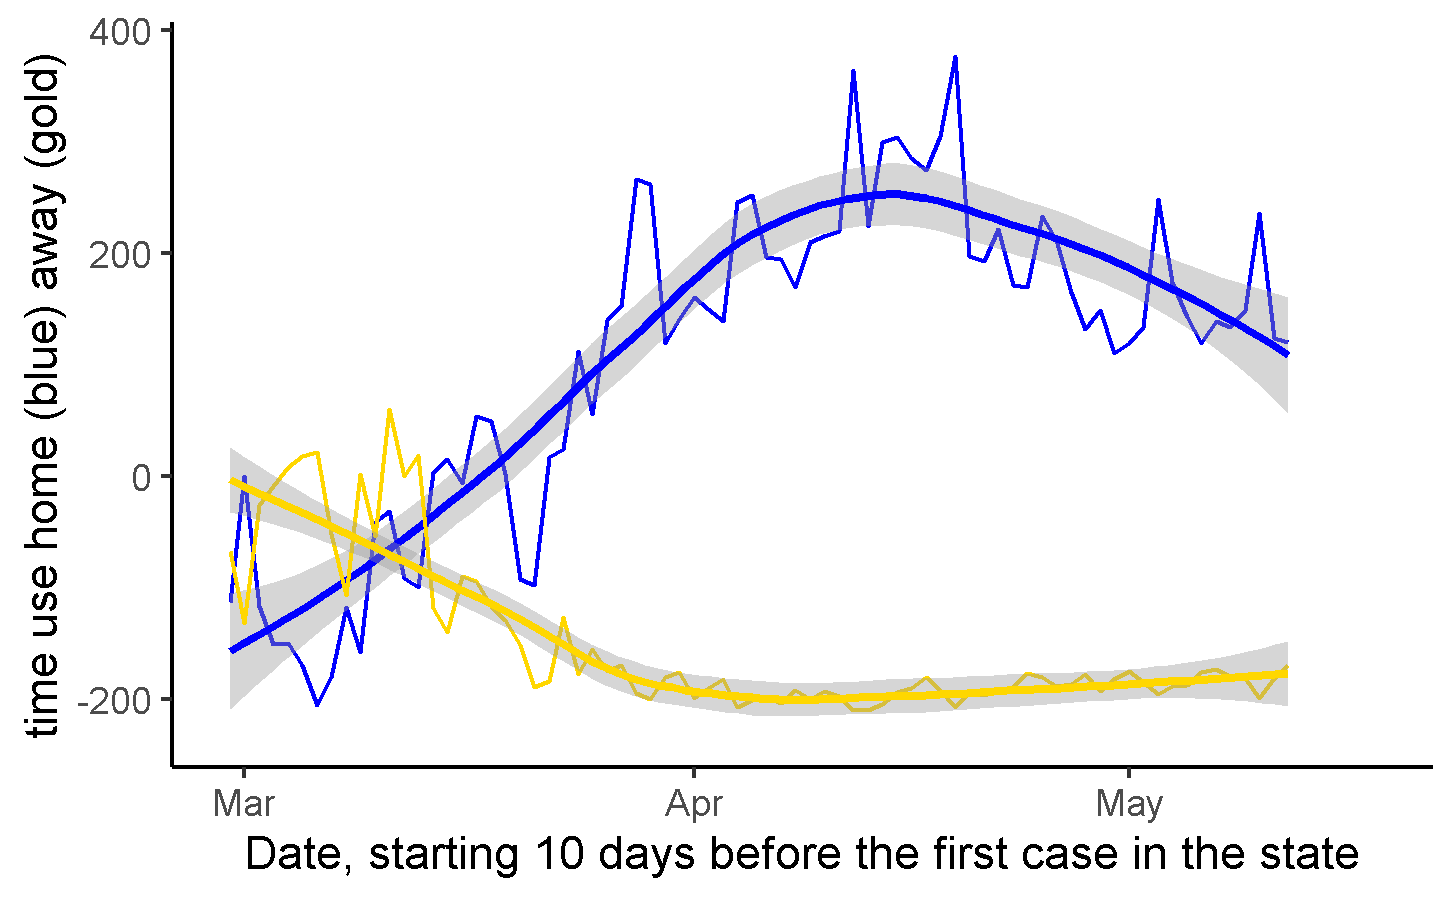 time use home (blue) away (gold)
400
200
0
-200
Mar Apr May
Date, starting 10 days before the first case in the state